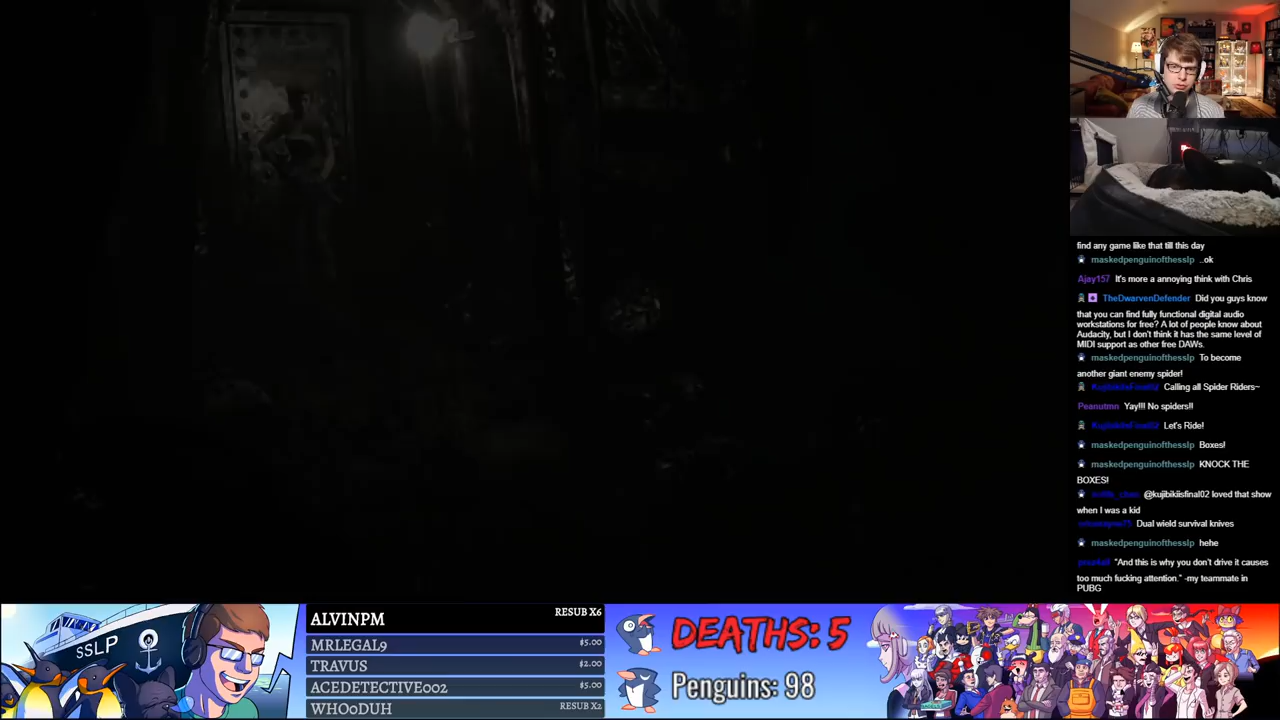 find any game like that till this day
maskedpenguinofthesslp ..ok
Ajay157 It's more a annoying think with Chris
TheDwarvenDefender Did you guys know
that you can find fully functional digital audio
workstations for free? A lot of people know about
Audacity, but I don't think it has the same level of
MIDI support as other free DAWs.
maskedpenguinofthesslp To become
another giant enemy spider!
Calling all Spider Riders~
Peanutmn Yay!!! No spiders!!
Let's Ride!
maskedpenguinofthesslp Boxes!
maskedpenguinofthesslp KNOCK THE
BOXES!
@kujibikiisfinal02 loved that show
when I was a kid
Dual wield survival knives
maskedpenguinofthesslp hehe
"And this is why you don't drive it causes
too much fucking attention." -my teammate in
PUBG
SSLP
ALVINPM RESUB X6
MRLEGAL9 $5.00
TRAVUS $2.00
ACEDETECTIVE002 $5.00
WHO0DUH RESUB X2
DEATHS: 5
Penguins: 98